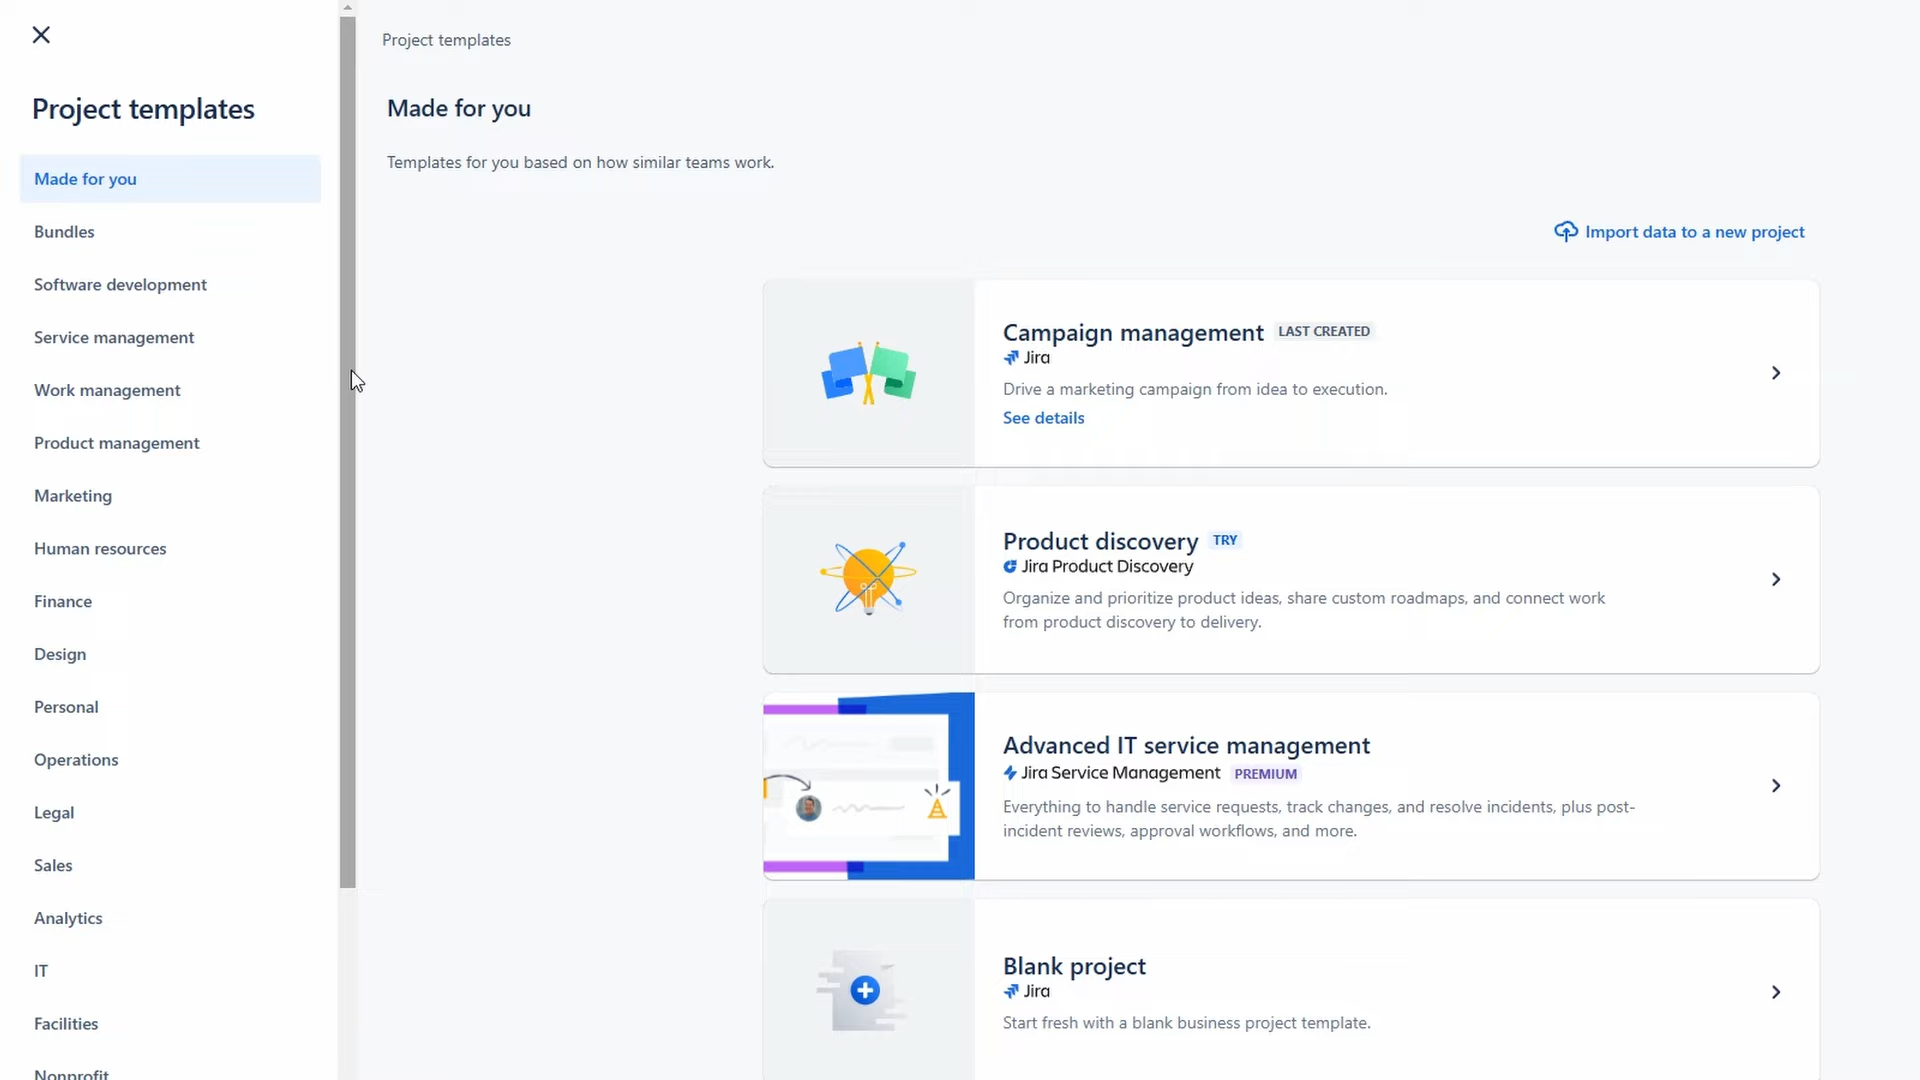 Project templates
Made for you
Bundles
Software development
Service management
Work management
Product management
Marketing
Human resources
Finance
Design
Personal
Operations
Legal
Sales
Analytics
IT
Facilities
Nonprofit
Project templates
Made for you
Templates for you based on how similar teams work.
Import data to a new project
Campaign management LAST CREATED
Jira
Drive a marketing campaign from idea to execution.
See details
Product discovery TRY
Jira Product Discovery
Organize and prioritize product ideas, share custom roadmaps, and connect work
from product discovery to delivery.
Advanced IT service management
Jira Service Management PREMIUM
Everything to handle service requests, track changes, and resolve incidents, plus post-
incident reviews, approval workflows, and more.
Blank project
Jira
Start fresh with a blank business project template.